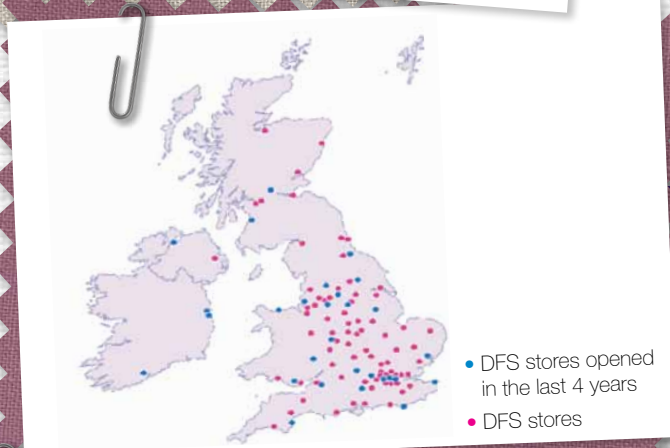 DFS stores opened
in the last 4 years
DFS stores